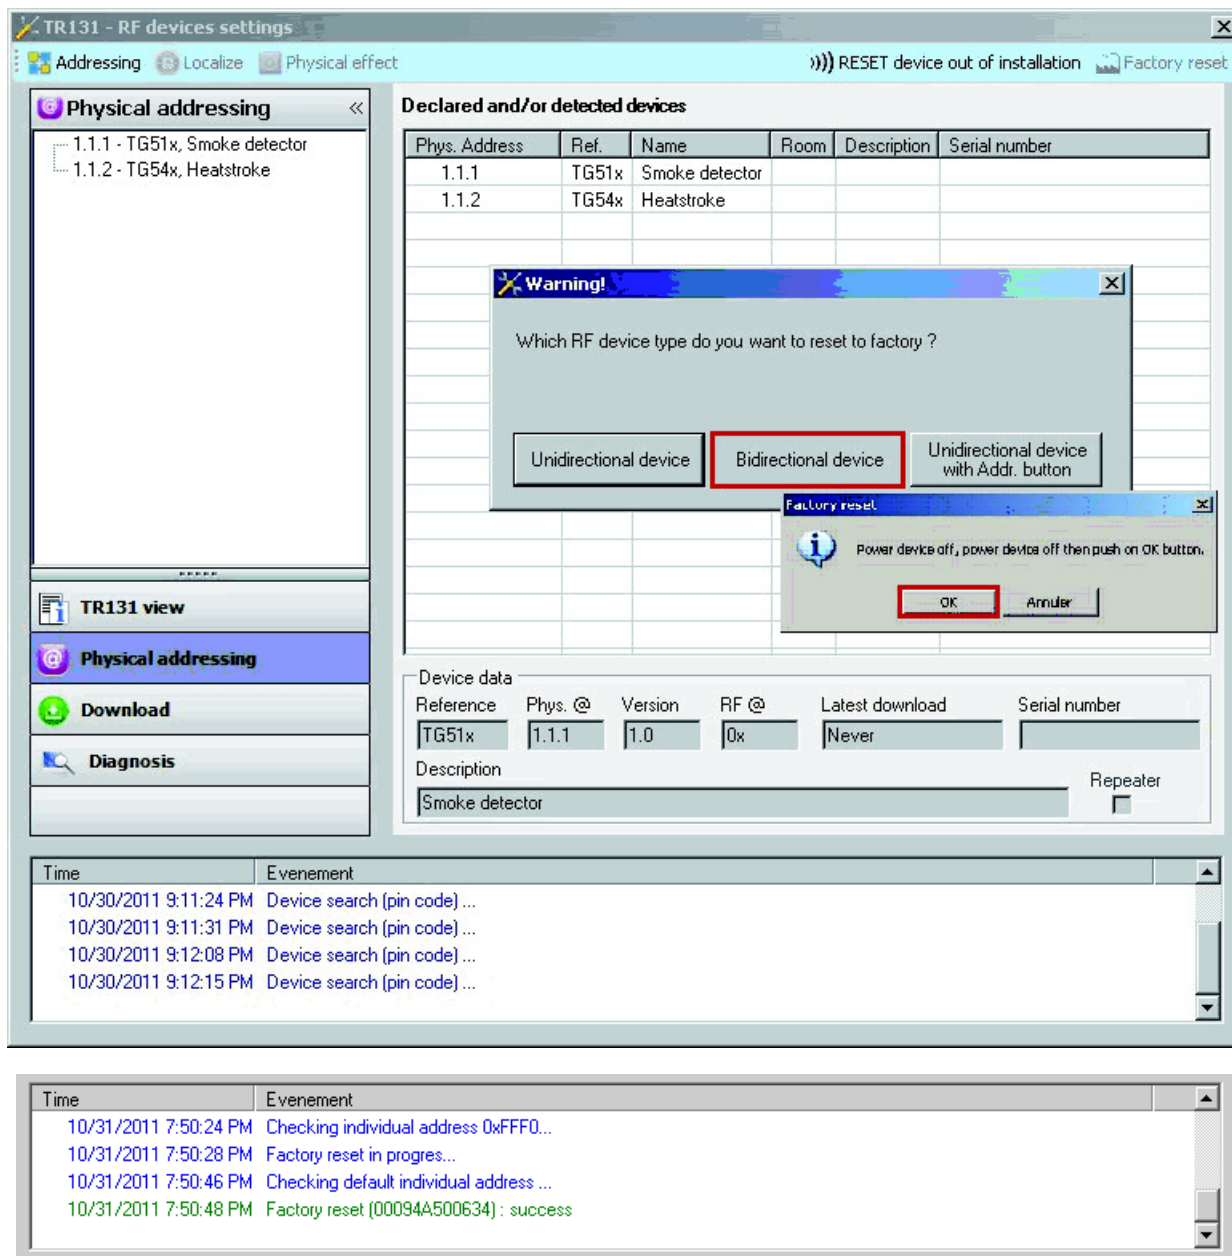 TR131 - RF devices settings
Addressing Localize Physical effect RESET device out of installation Factory reset
Physical addressing
1.1.1 - TG51x, Smoke detector
1.1.2 - TG54x, Heatstroke
Declared and/or detected devices
Phys. Address Ref. Name Room Description Serial number
1.1.1 TG51x Smoke detector
1.1.2 TG54x Heatstroke
Warning!
Which RF device type do you want to reset to factory ?
Unidirectional device
Bidirectional device
Unidirectional device
with Addr. button
Factory reset
Power device off, power device off then push on OK button.
OK Annuler
TR131 view
Physical addressing
Download
Diagnosis
Device data
Reference Phys. @ Version RF @ Latest download Serial number
TG51x 1.1.1 1.0 0x Never
Description
Repeater
Smoke detector
Time Evenement
10/30/2011 9:11:24 PM Device search (pin code) ...
10/30/2011 9:11:31 PM Device search (pin code) ...
10/30/2011 9:12:08 PM Device search (pin code) ...
10/30/2011 9:12:15 PM Device search (pin code) ...
Time Evenement
10/31/2011 7:50:24 PM Checking individual address 0xFFF0...
10/31/2011 7:50:28 PM Factory reset in progres...
10/31/2011 7:50:46 PM Checking default individual address ...
10/31/2011 7:50:48 PM Factory reset (00094A500634) : success